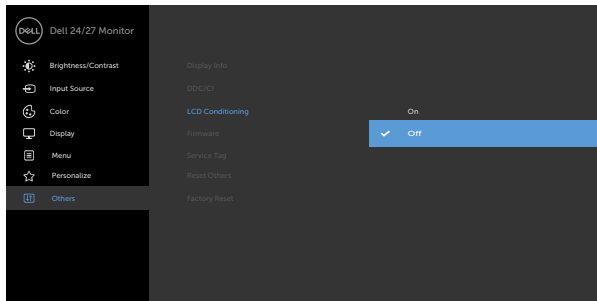 DELL Dell 24/27 Monitor
Brightness/Contrast Display Info
Input Source DDC/CI
Color LCD Conditioning On
Display Firmware Off
Menu Service Tag
Personalize Reset Others
Others Factory Reset